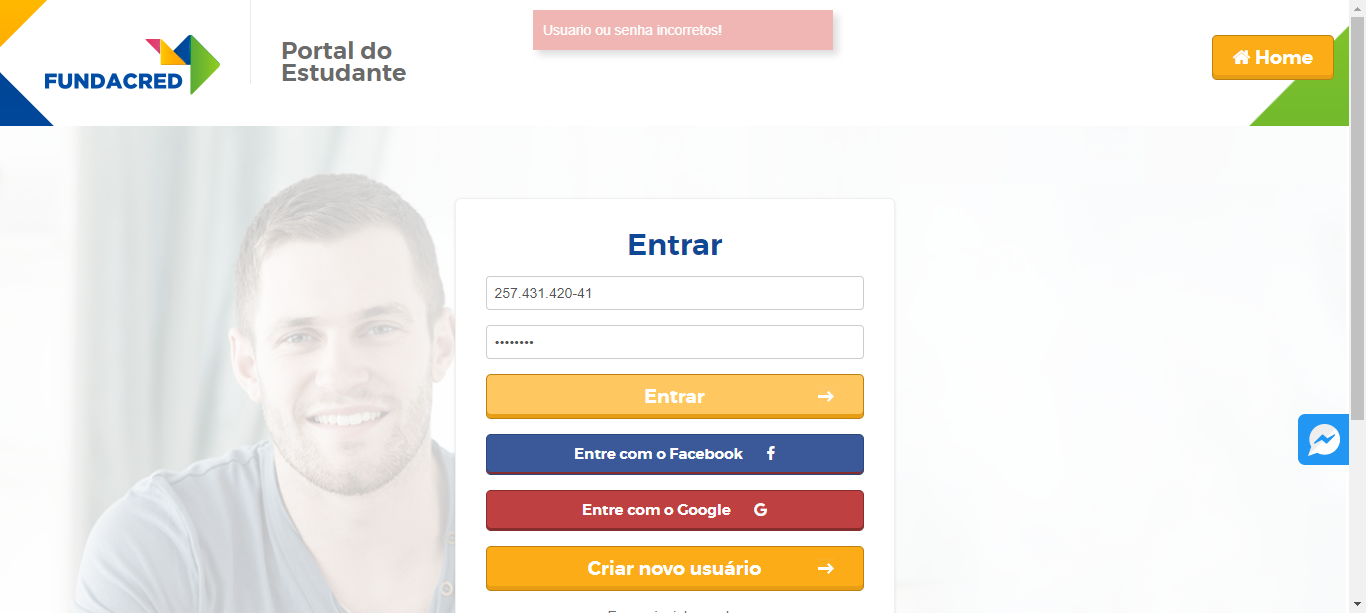 FUNDACRED
Portal do
Estudante
Usuario ou senha incorretos!
Home
Entrar
257.431.420-41
••••••••
Entrar
Entre com o Facebook
Entre com o Google
Criar novo usuário